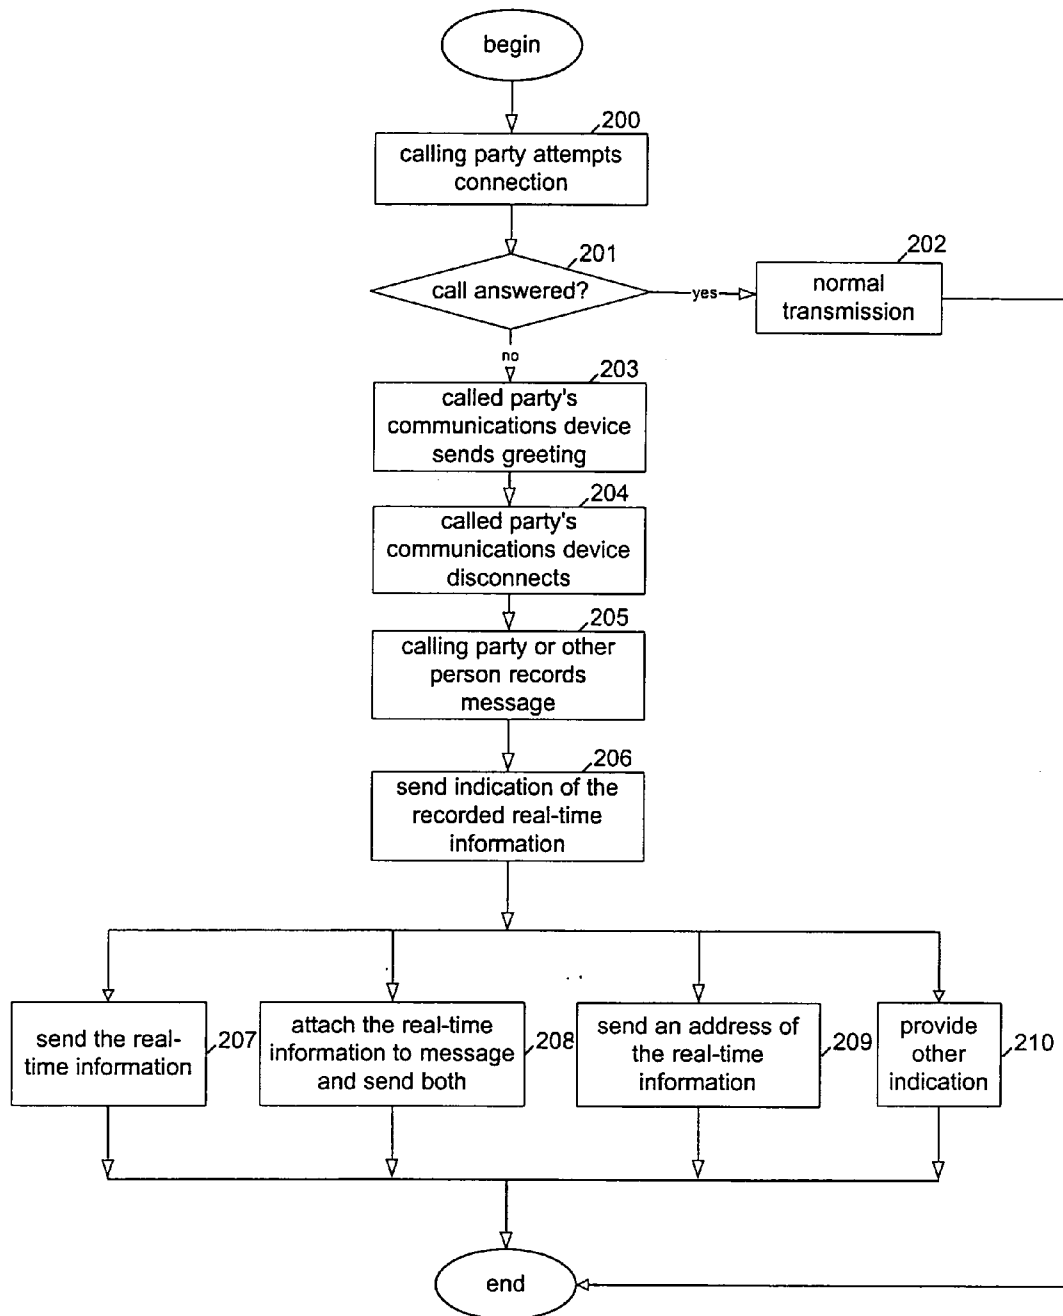 begin
200
calling party attempts
connection
201
call answered?
yes
202
normal
transmission
no
203
called party's
communications device
sends greeting
204
called party's
communications device
disconnects
205
calling party or other
person records
message
206
send indication of the
recorded real-time
information
send the real-
time information
207
attach the real-time
information to message
and send both
208
send an address of
the real-time
information
209
provide
other
indication
210
end